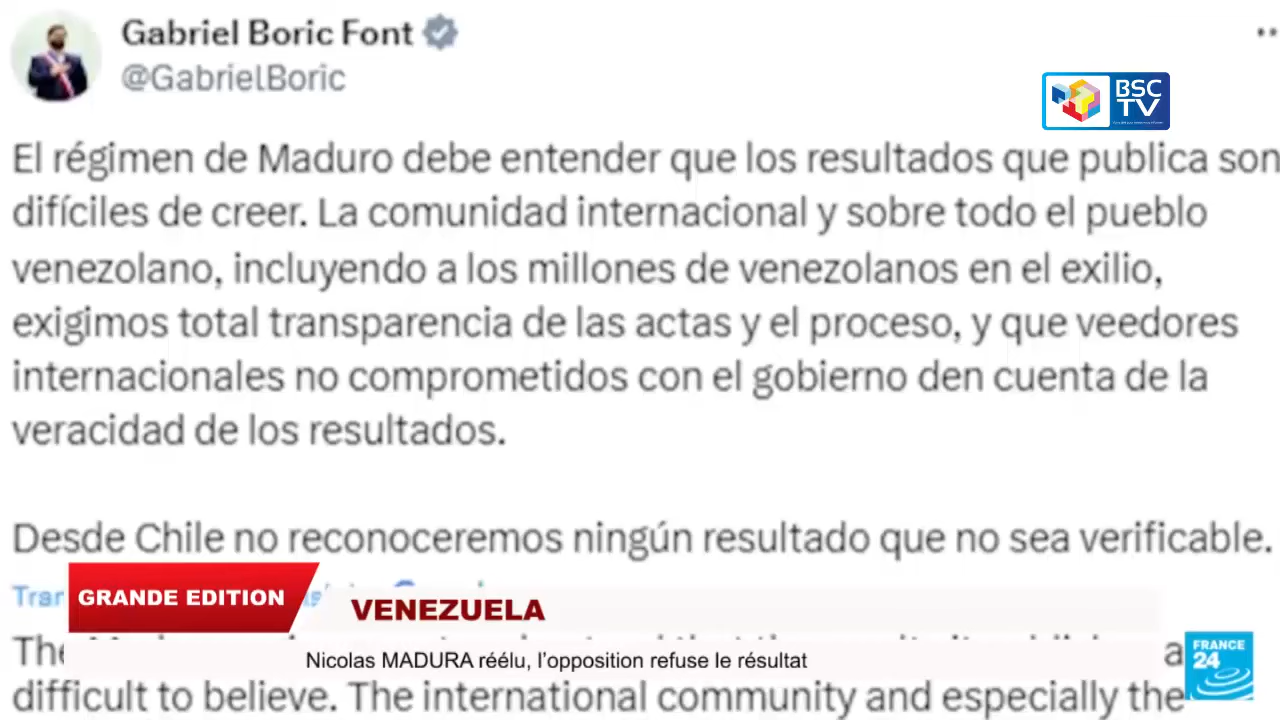 Gabriel Boric Font
@GabrielBoric
BSC
TV
El régimen de Maduro debe entender que los resultados que publica son
difíciles de creer. La comunidad internacional y sobre todo el pueblo
venezolano, incluyendo a los millones de venezolanos en el exilio,
exigimos total transparencia de las actas y el proceso, y que veedores
internacionales no comprometidos con el gobierno den cuenta de la
veracidad de los resultados.
Desde Chile no reconoceremos ningún resultado que no sea verificable.
GRANDE EDITION
VENEZUELA
The
Nicolas MADURA réélu, l’opposition refuse le résultat
FRANCE
24
difficult to believe. The international community and especially the